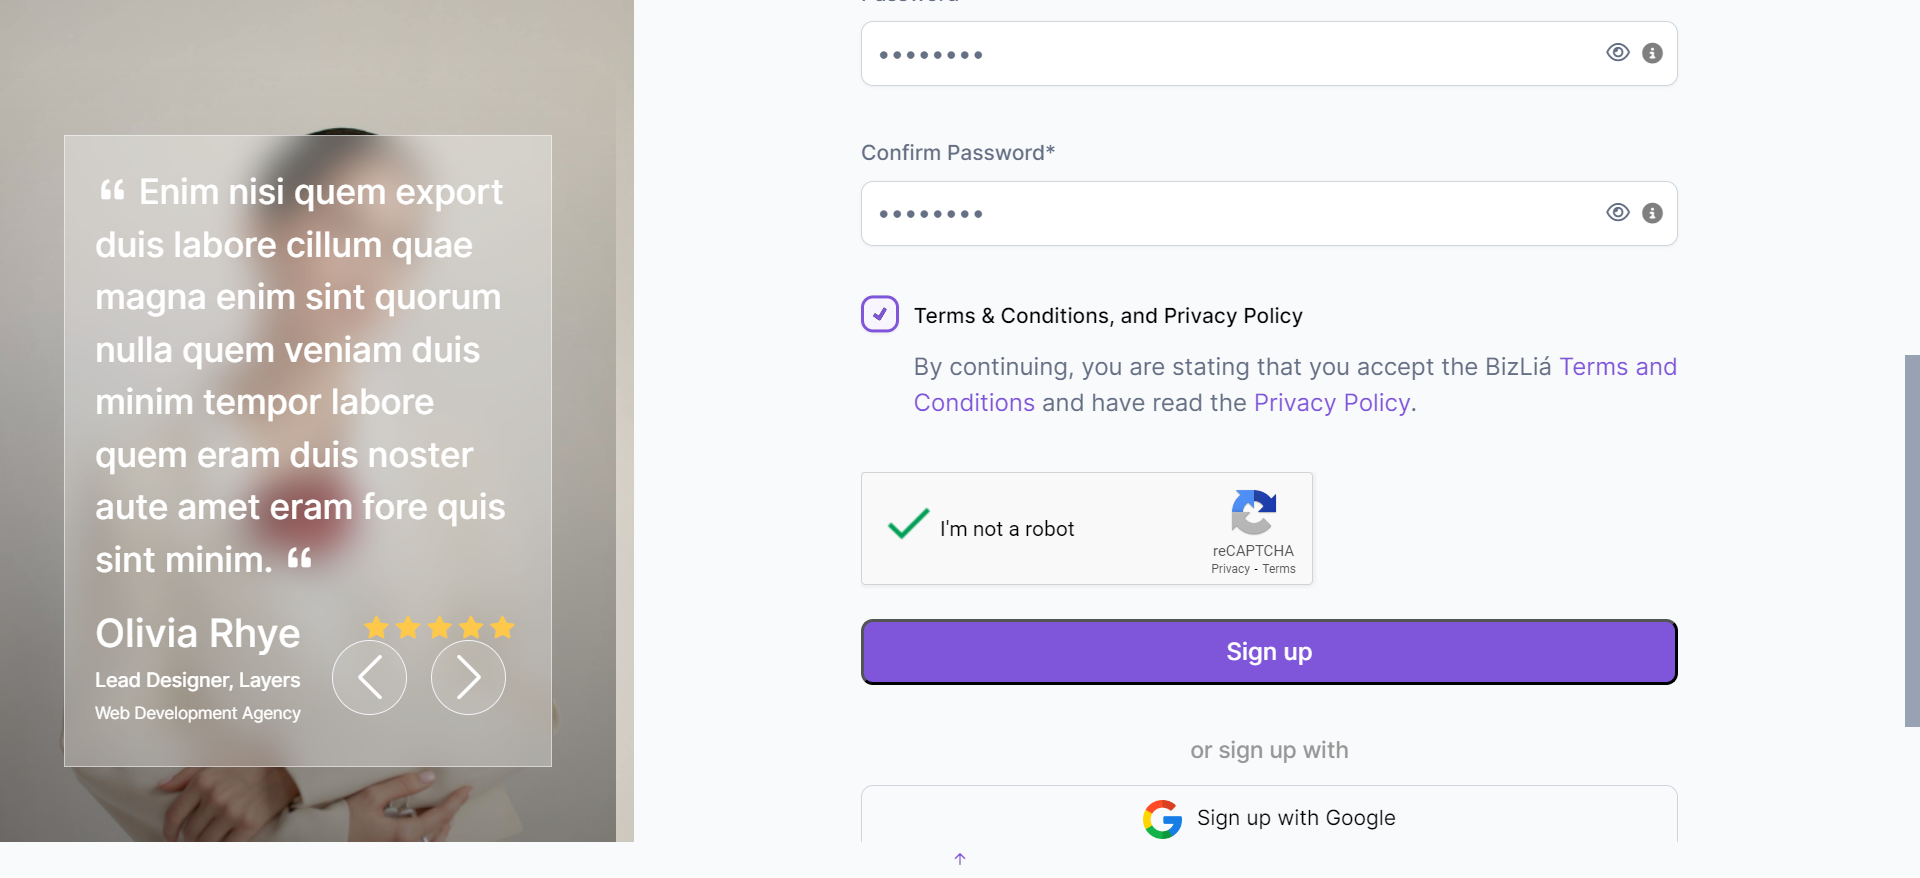 “ Enim nisi quem export
duis labore cillum quae
magna enim sint quorum
nulla quem veniam duis
minim tempor labore
quem eram duis noster
aute amet eram fore quis
sint minim. “
Olivia Rhye
Lead Designer, Layers
Web Development Agency
Confirm Password*
Terms & Conditions, and Privacy Policy
By continuing, you are stating that you accept the BizLiá Terms and
Conditions and have read the Privacy Policy.
I'm not a robot
reCAPTCHA
Privacy - Terms
Sign up
or sign up with
Sign up with Google